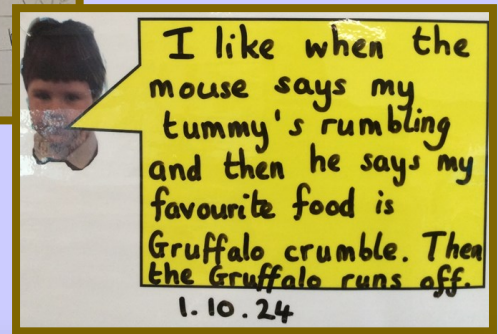 I like when the
mouse says my
tummy's rumbling
and then he says my
favourite food is
Gruffalo crumble. Then
the Gruffalo runs off.
1.10.24